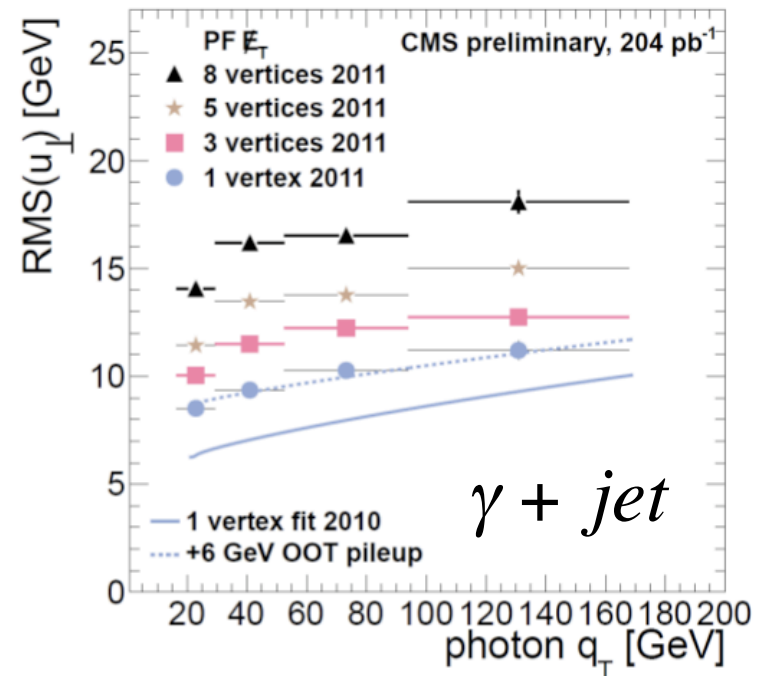 RMS(u⊥) [GeV]
25
20
15
10
5
0
PF E̸_T
8 vertices 2011
5 vertices 2011
3 vertices 2011
1 vertex 2011
CMS preliminary, 204 pb⁻¹
γ + jet
1 vertex fit 2010
+6 GeV OOT pileup
20 40 60 80 100 120 140 160 180 200
photon q_T [GeV]